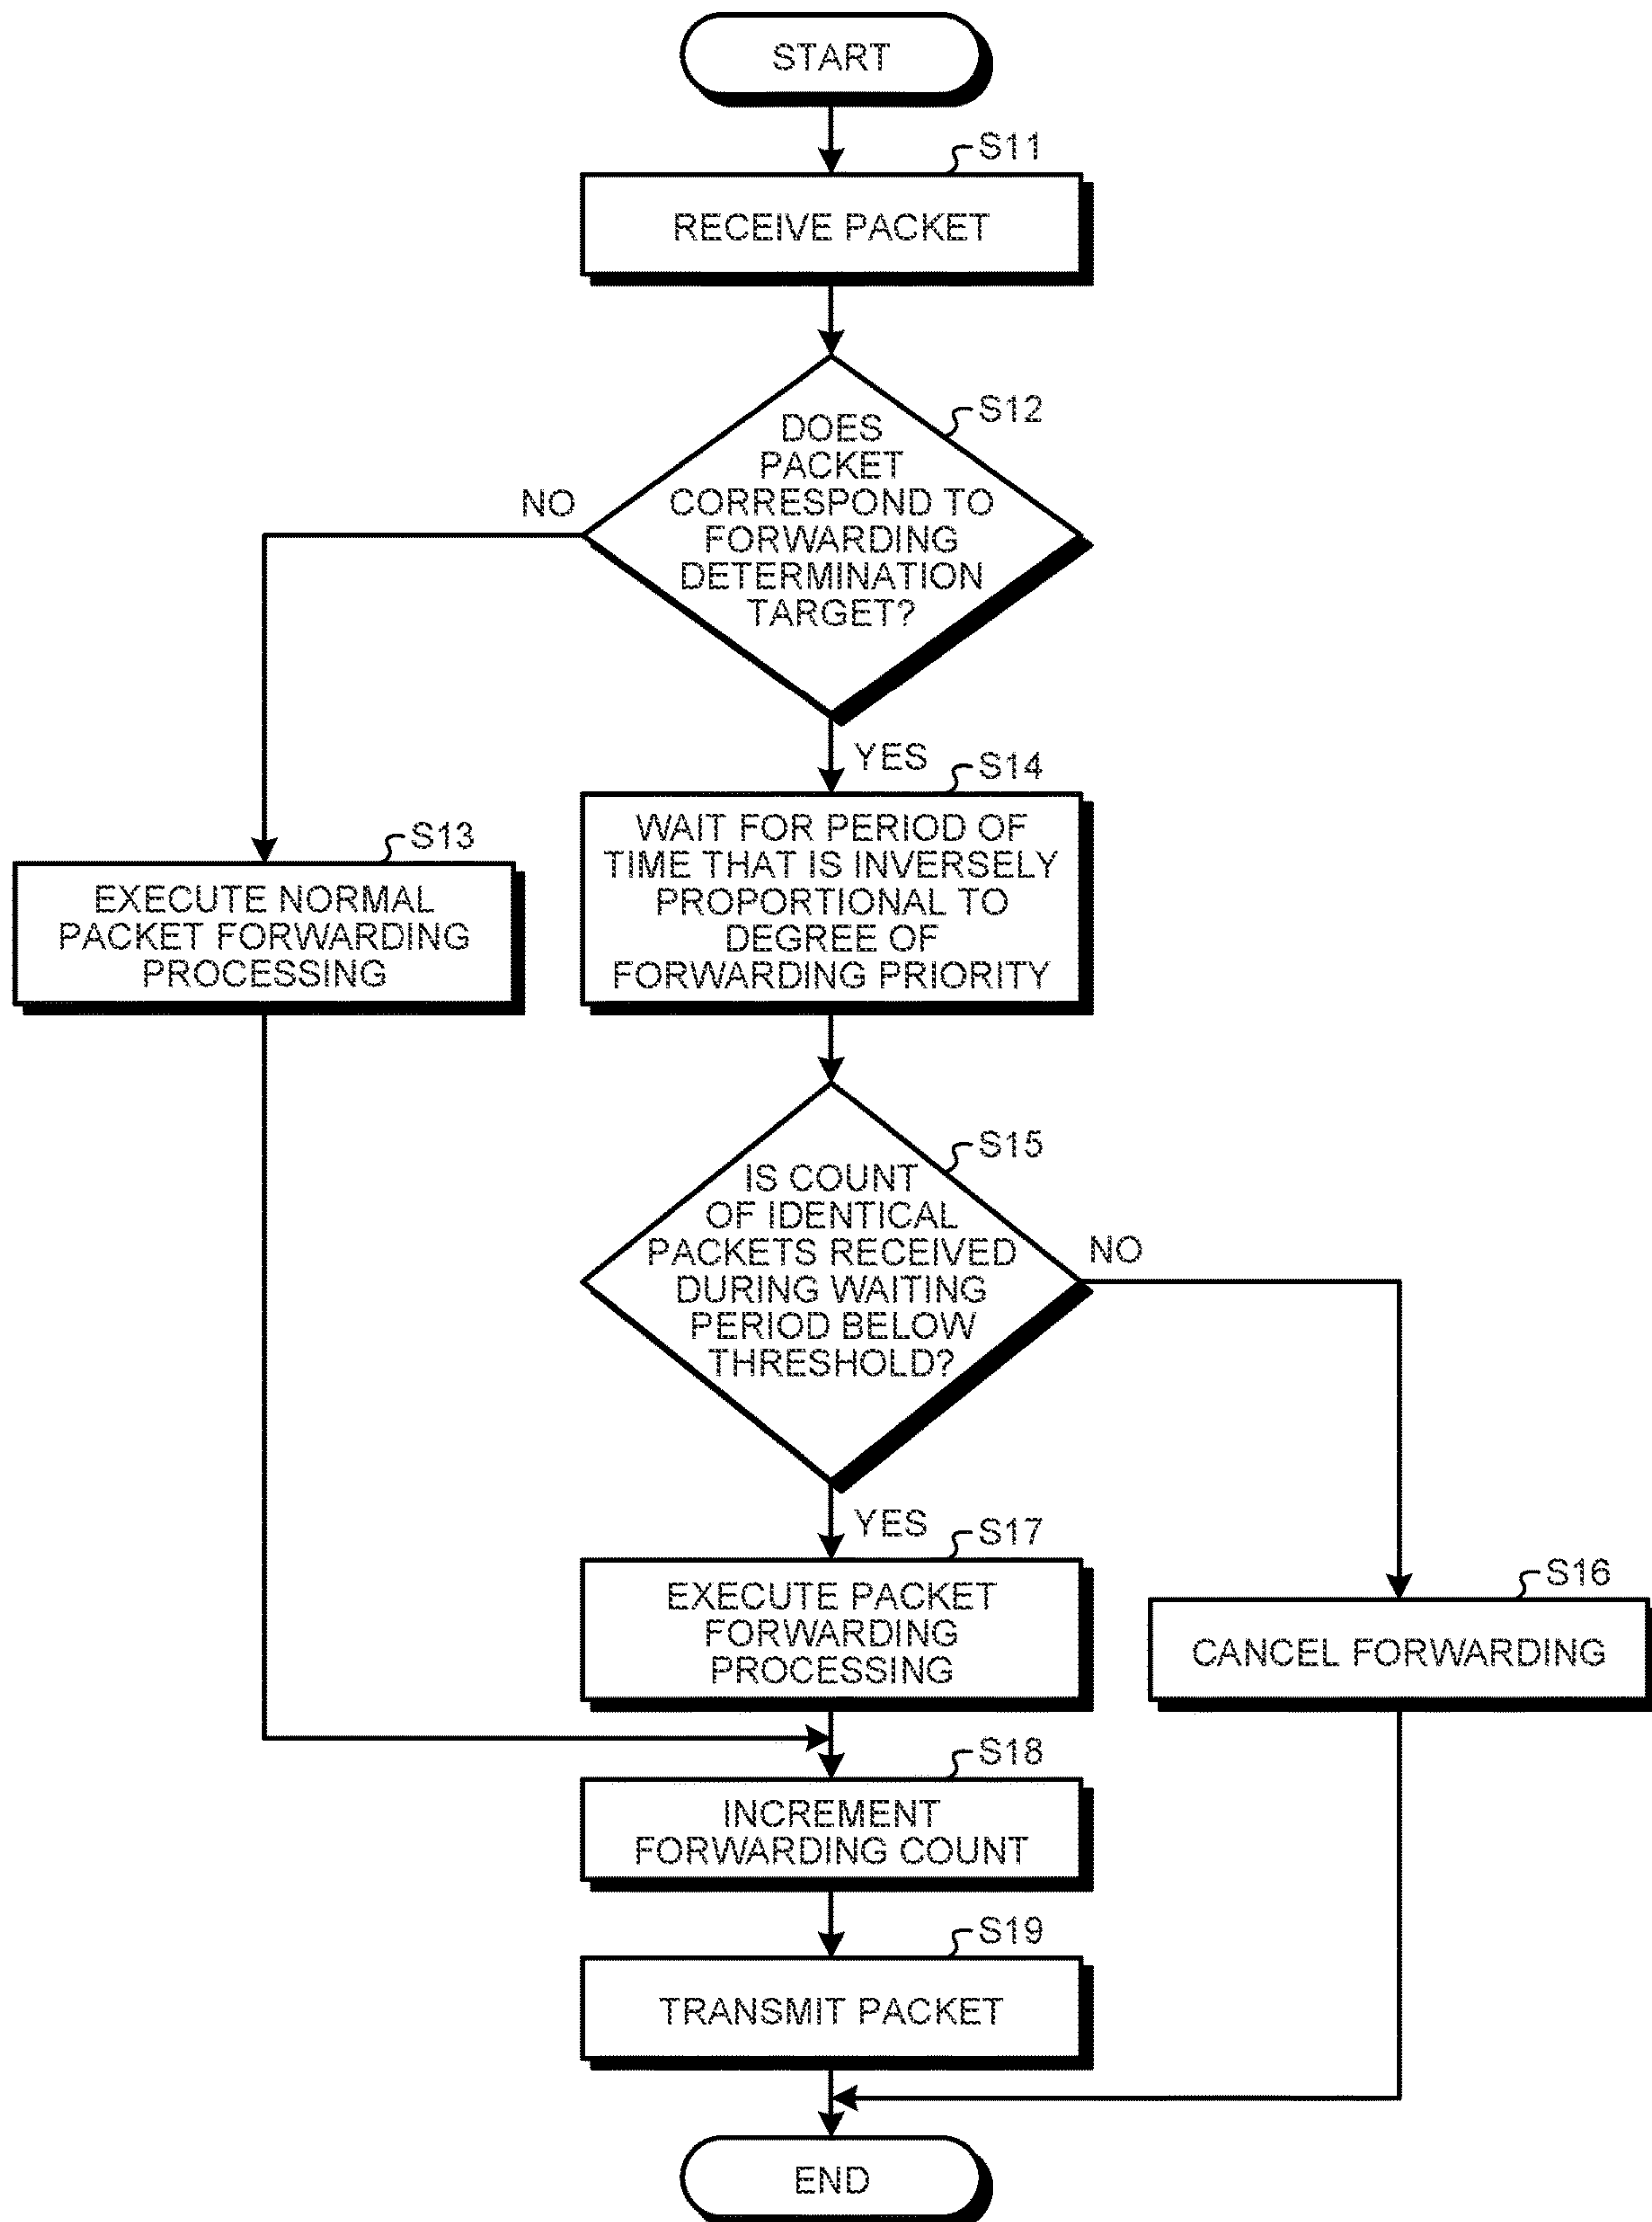 START
S11
RECEIVE PACKET
S12
DOES
PACKET
CORRESPOND TO
FORWARDING
DETERMINATION
TARGET?
NO
YES
S13
EXECUTE NORMAL
PACKET FORWARDING
PROCESSING
S14
WAIT FOR PERIOD OF
TIME THAT IS INVERSELY
PROPORTIONAL TO
DEGREE OF
FORWARDING PRIORITY
S15
IS COUNT
OF IDENTICAL
PACKETS RECEIVED
DURING WAITING
PERIOD BELOW
THRESHOLD?
NO
YES
S17
EXECUTE PACKET
FORWARDING
PROCESSING
S16
CANCEL FORWARDING
S18
INCREMENT
FORWARDING COUNT
S19
TRANSMIT PACKET
END